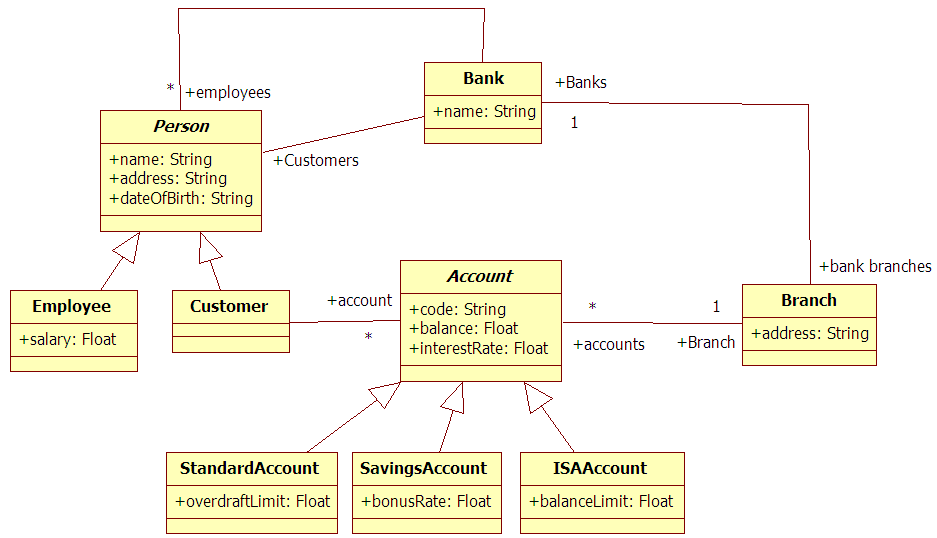 Bank
+name: String
+Banks
1
*
+employees
Person
+name: String
+address: String
+dateOfBirth: String
+Customers
+bank branches
Employee
+salary: Float
Customer
+account
*
Account
+code: String
+balance: Float
+interestRate: Float
*
+accounts
1
+Branch
Branch
+address: String
StandardAccount
+overdraftLimit: Float
SavingsAccount
+bonusRate: Float
ISAAccount
+balanceLimit: Float